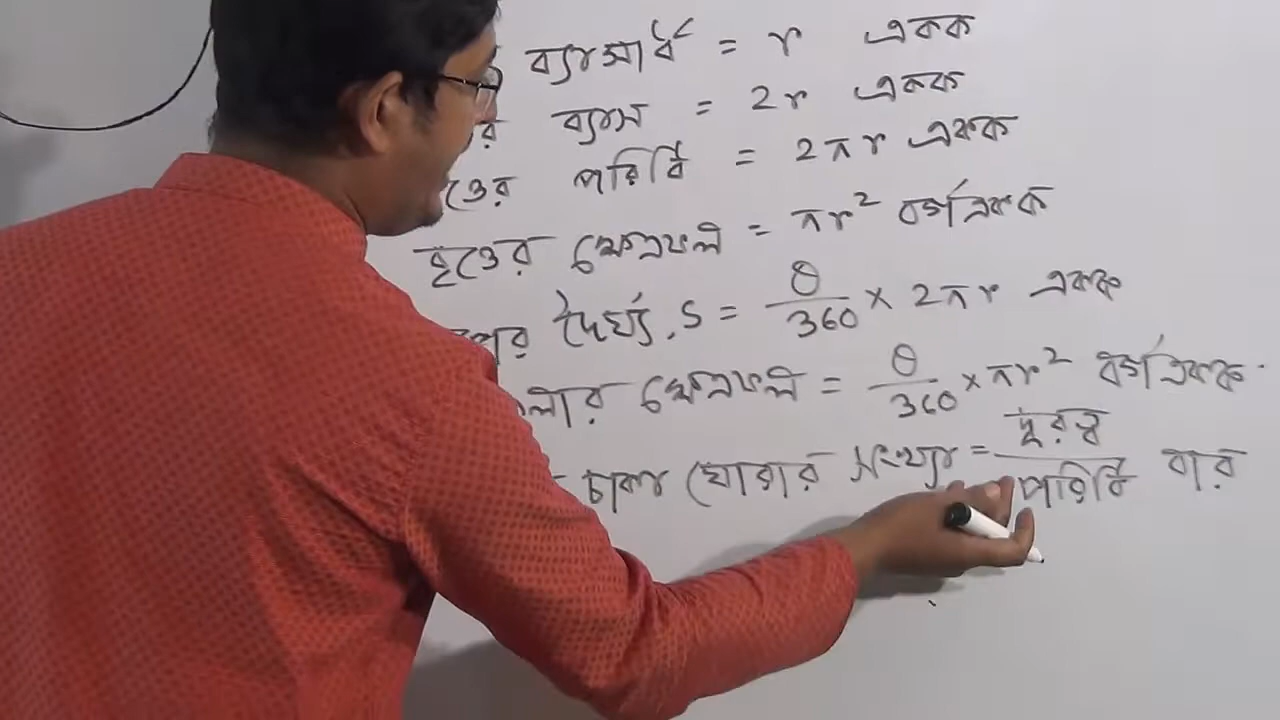 ব্যাসার্ধ = r একক
র ব্যাস = 2r একক
ত্তের পরিধি = 2πr একক
বৃত্তের ক্ষেত্রফল = πr² বর্গএকক
পের দৈর্ঘ্য, S = θ/360 × 2πr একক
কলার ক্ষেত্রফল = θ/360 × πr² বর্গএকক
চাকা ঘোরার সংখ্যা = দূরত্ব/পরিধি বার